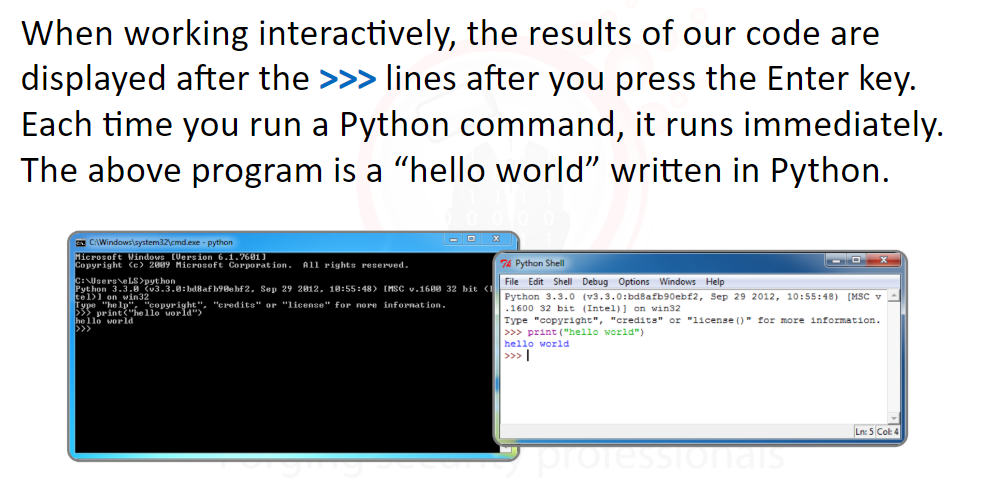 When working interactively, the results of our code are
displayed after the >>> lines after you press the Enter key.
Each time you run a Python command, it runs immediately.
The above program is a “hello world” written in Python.
C:\Windows\system32\cmd.exe - python
Microsoft Windows [Version 6.1.7601]
Copyright (c) 2009 Microsoft Corporation. All rights reserved.
C:\Users\eLS>python
Python 3.3.0 (v3.3.0:bd8afb90ebf2, Sep 29 2012, 10:55:48) [MSC v.1600 32 bit (I
tel)] on win32
Type "help", "copyright", "credits" or "license" for more information.
>>> print("hello world")
hello world
>>>
Python Shell
File Edit Shell Debug Options Windows Help
Python 3.3.0 (v3.3.0:bd8afb90ebf2, Sep 29 2012, 10:55:48) [MSC v
.1600 32 bit (Intel)] on win32
Type "copyright", "credits" or "license()" for more information.
>>> print("hello world")
hello world
>>>
Ln: 5 Col: 4
professionals